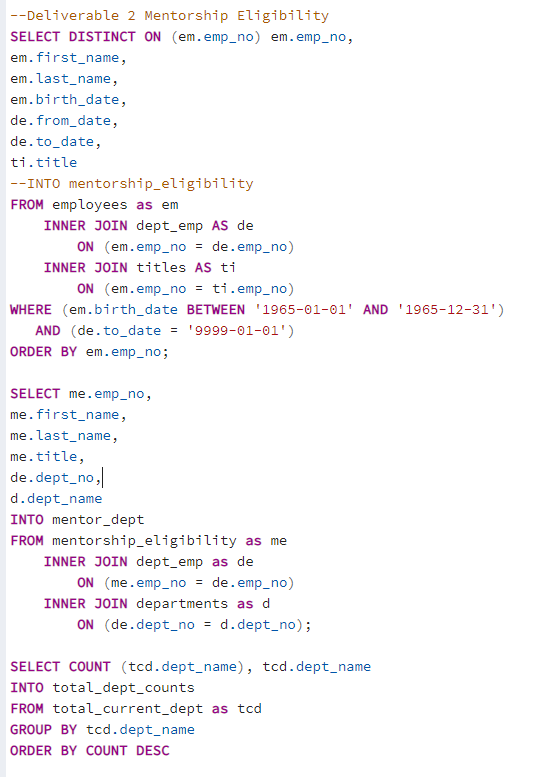 --Deliverable 2 Mentorship Eligibility
SELECT DISTINCT ON (em.emp_no) em.emp_no,
em.first_name,
em.last_name,
em.birth_date,
de.from_date,
de.to_date,
ti.title
--INTO mentorship_eligibility
FROM employees as em
    INNER JOIN dept_emp AS de
        ON (em.emp_no = de.emp_no)
    INNER JOIN titles AS ti
        ON (em.emp_no = ti.emp_no)
WHERE (em.birth_date BETWEEN '1965-01-01' AND '1965-12-31')
   AND (de.to_date = '9999-01-01')
ORDER BY em.emp_no;

SELECT me.emp_no,
me.first_name,
me.last_name,
me.title,
de.dept_no,
d.dept_name
INTO mentor_dept
FROM mentorship_eligibility as me
    INNER JOIN dept_emp as de
        ON (me.emp_no = de.emp_no)
    INNER JOIN departments as d
        ON (de.dept_no = d.dept_no);

SELECT COUNT (tcd.dept_name), tcd.dept_name
INTO total_dept_counts
FROM total_current_dept as tcd
GROUP BY tcd.dept_name
ORDER BY COUNT DESC